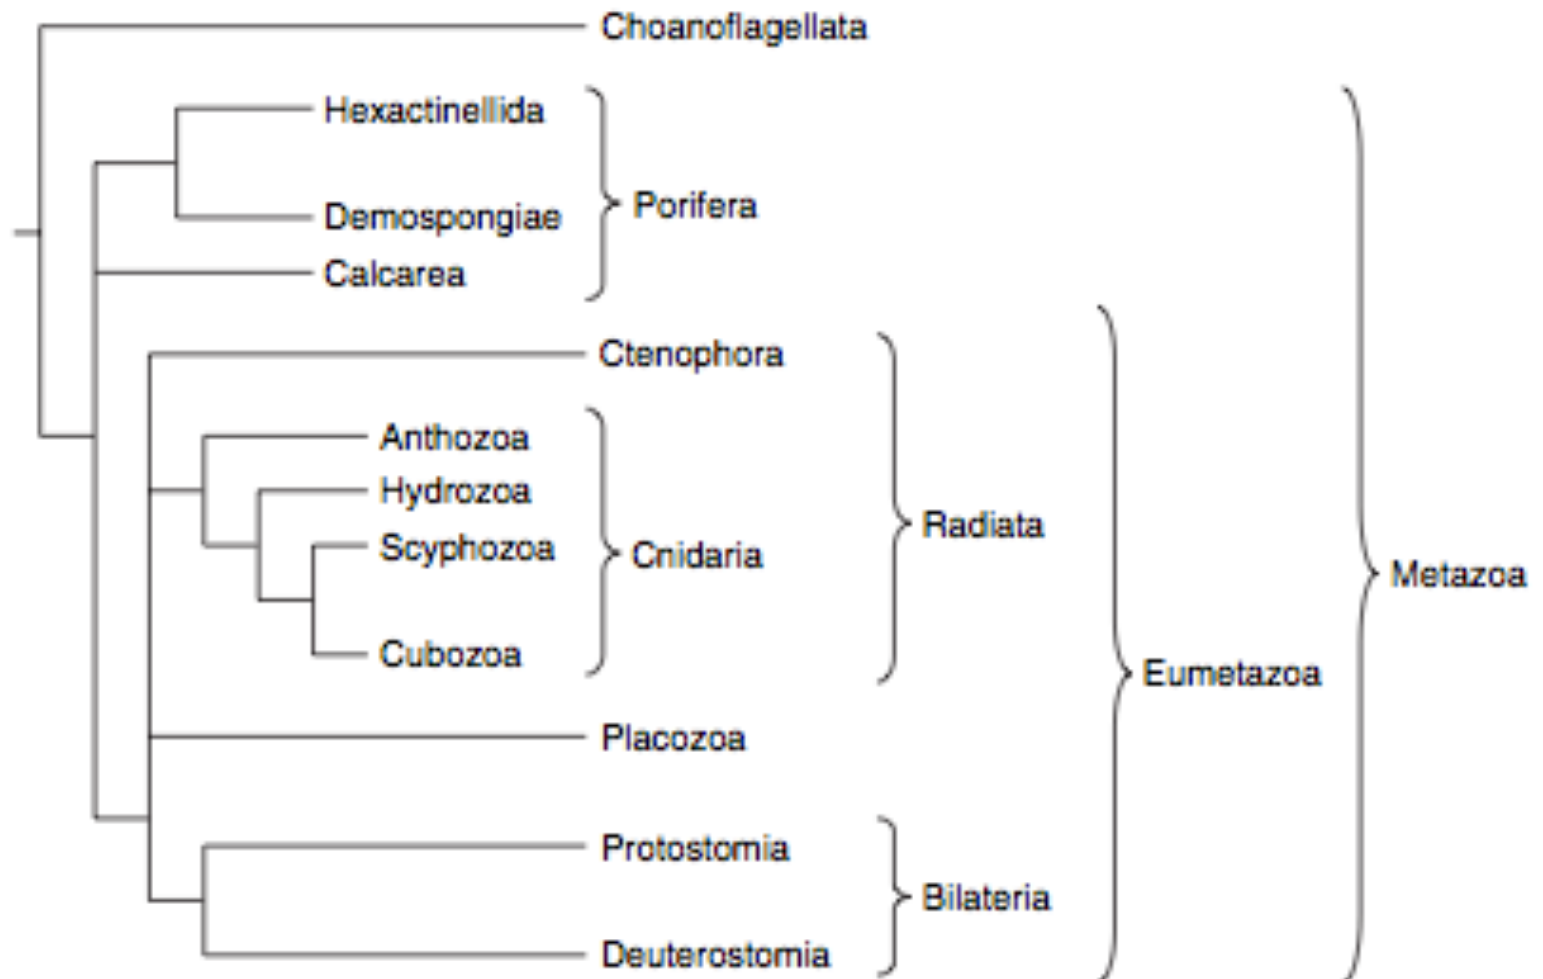 Choanoflagellata
Hexactinellida
Demospongiae
Calcarea
Porifera
Ctenophora
Anthozoa
Hydrozoa
Scyphozoa
Cubozoa
Cnidaria
Radiata
Placozoa
Protostomia
Deuterostomia
Bilateria
Eumetazoa
Metazoa